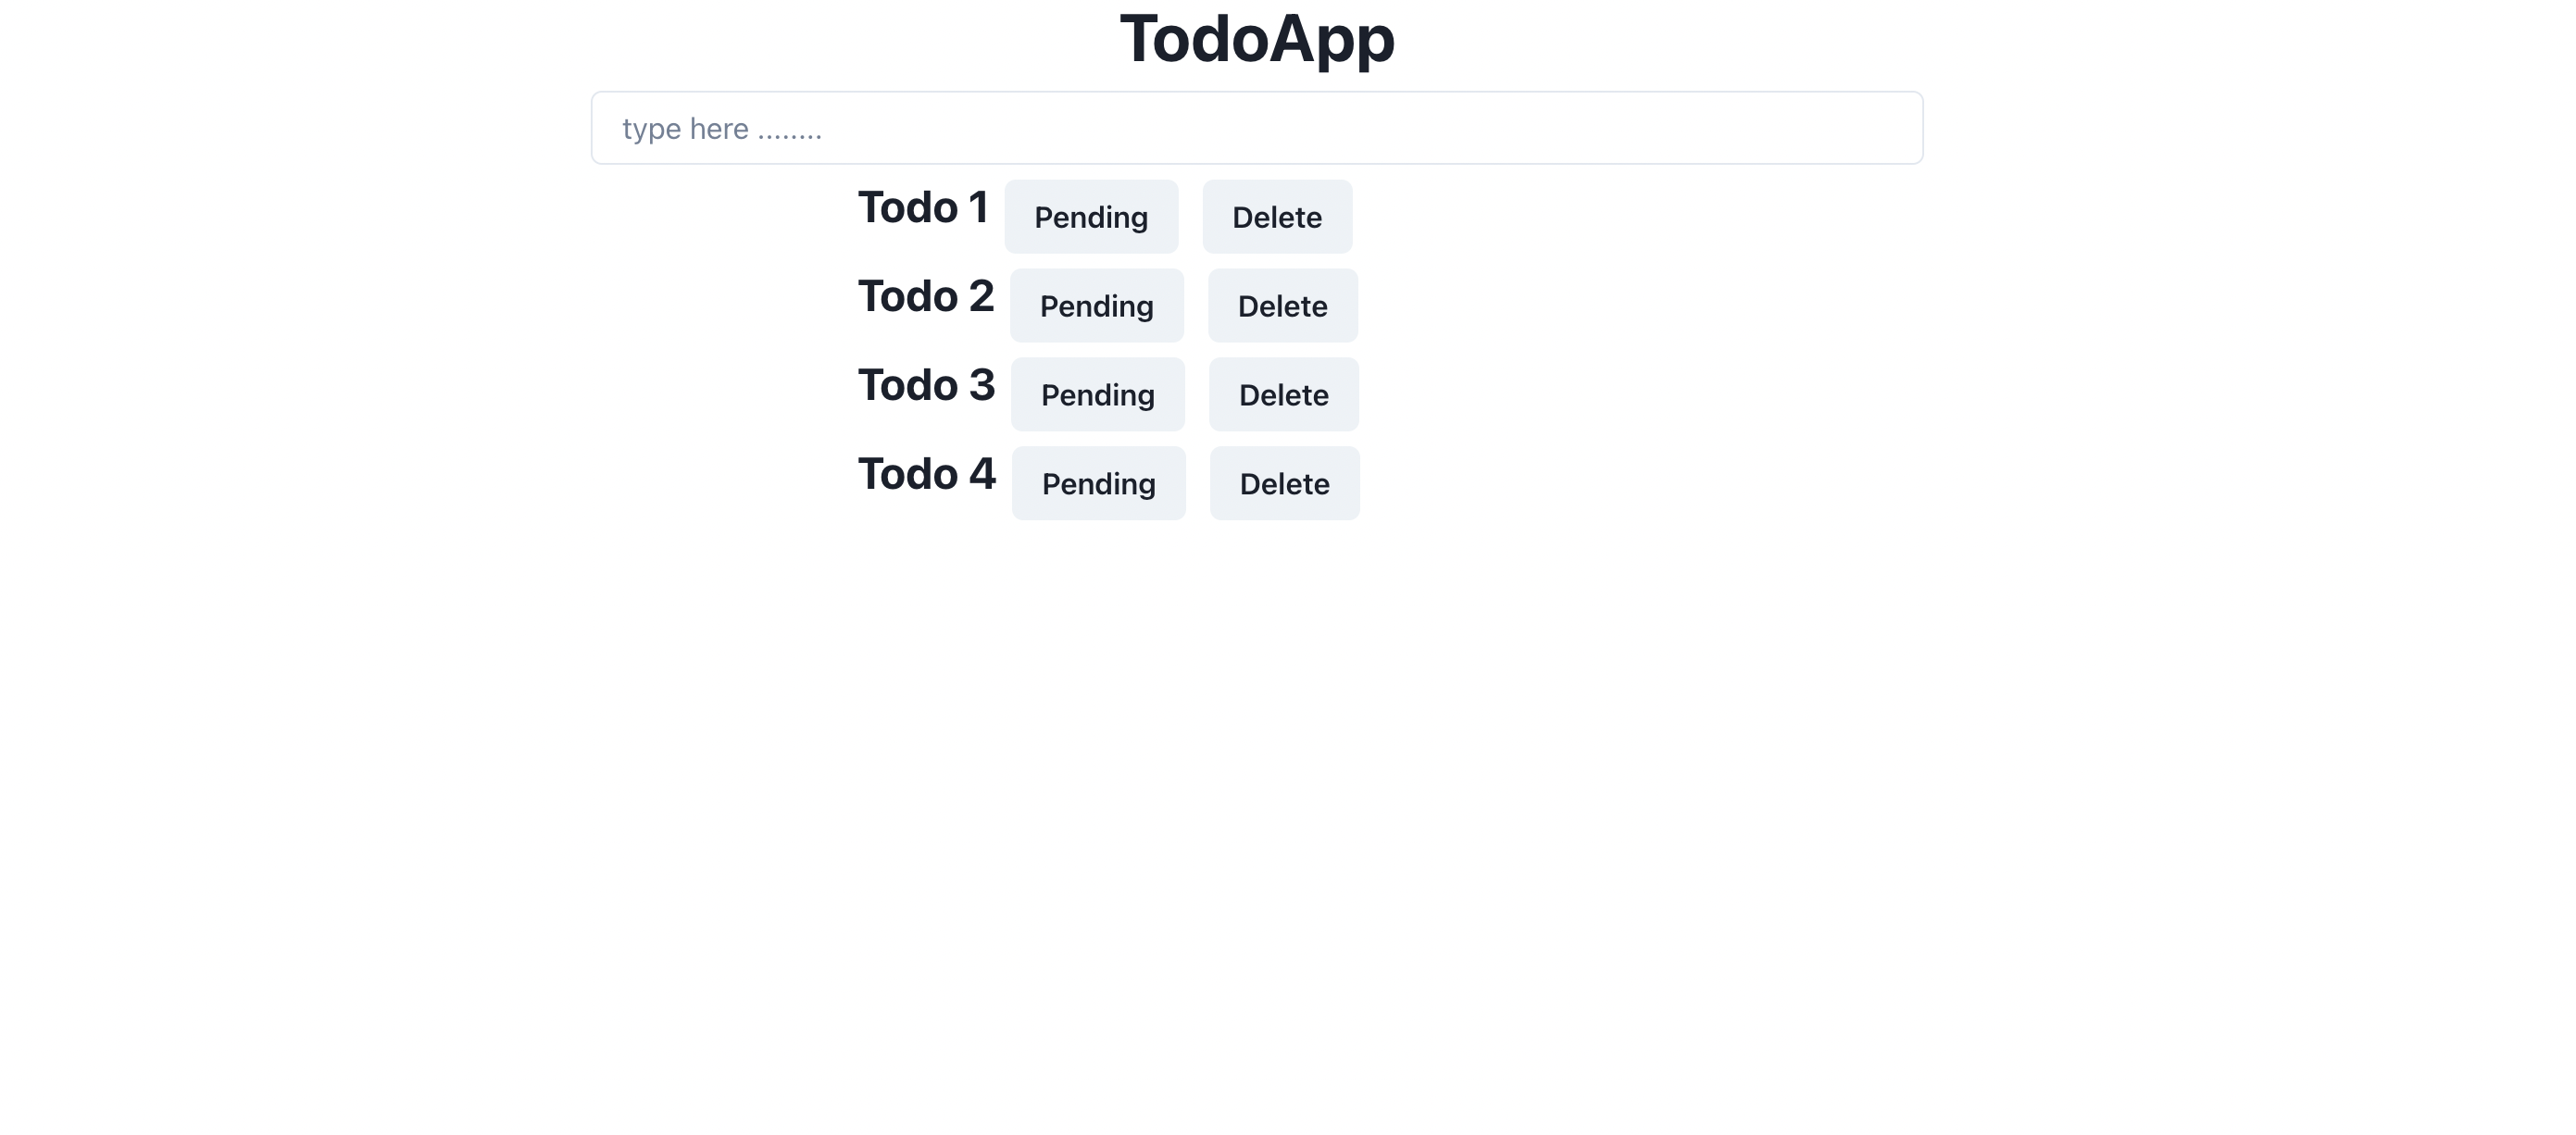 TodoApp
type here ........
Todo 1 Pending Delete
Todo 2 Pending Delete
Todo 3 Pending Delete
Todo 4 Pending Delete